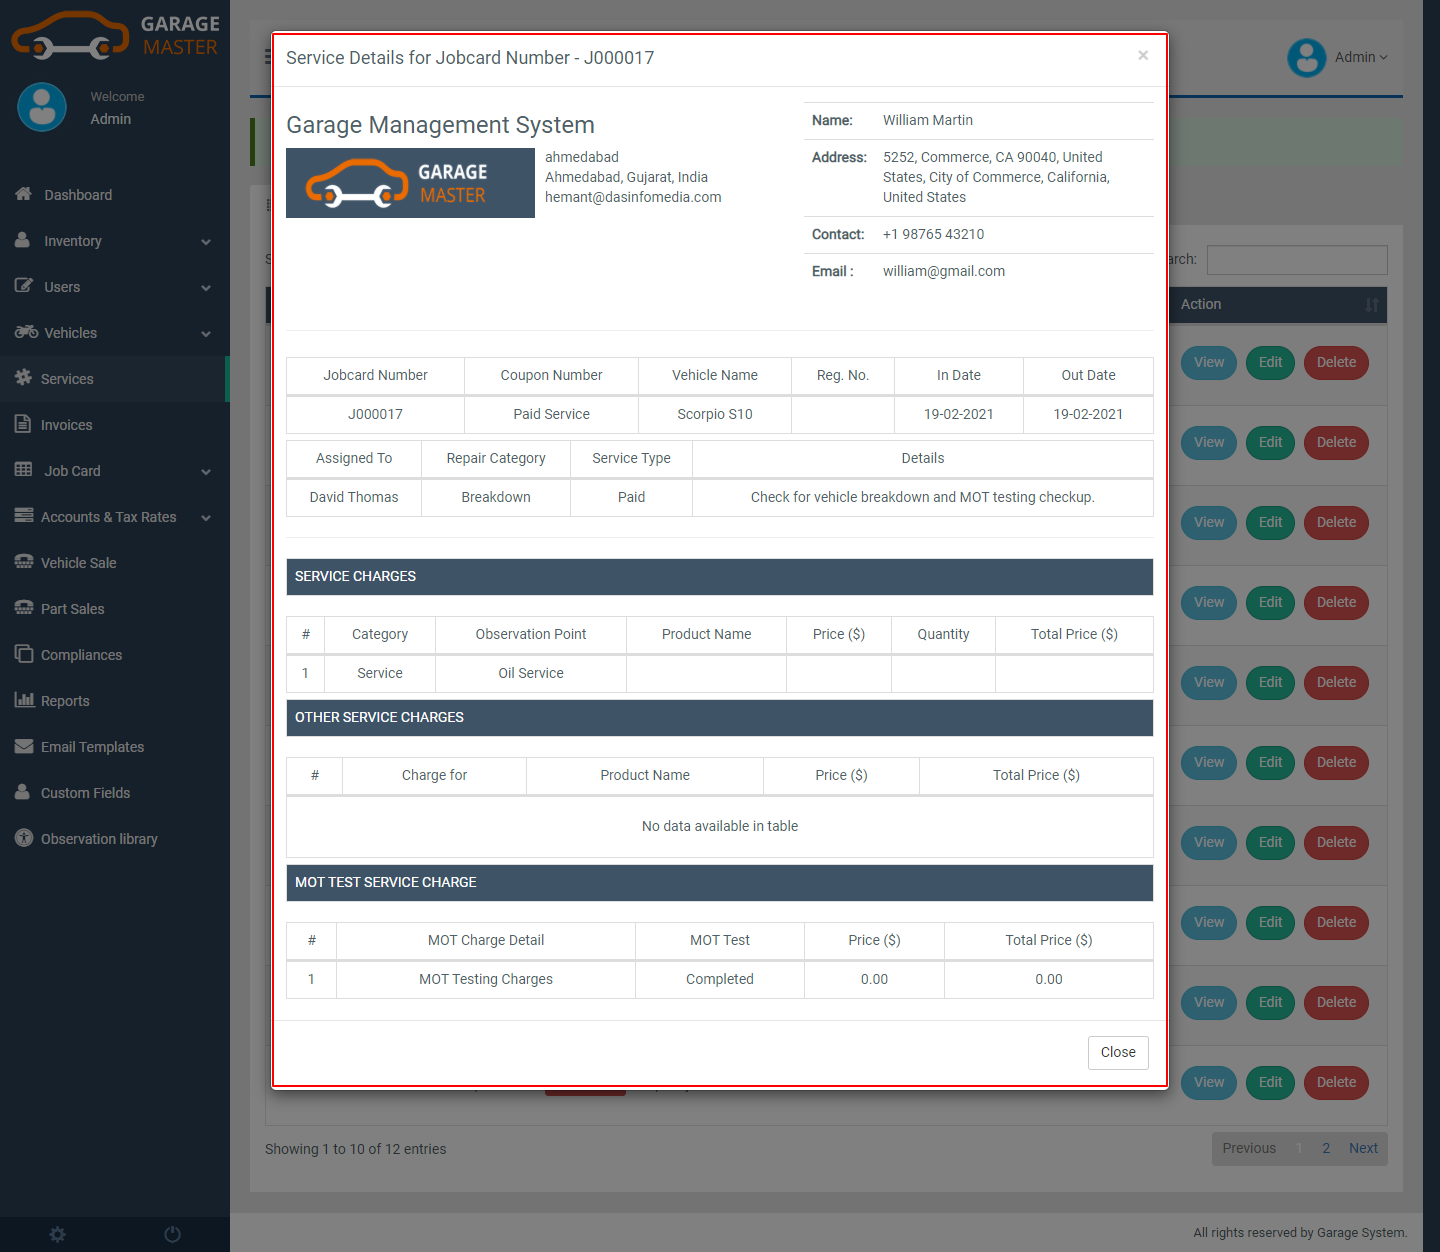 GARAGE
MASTER
Welcome
Admin
Dashboard
Inventory
Users
Vehicles
Services
Invoices
Job Card
Accounts & Tax Rates
Vehicle Sale
Part Sales
Compliances
Reports
Email Templates
Custom Fields
Observation library
Admin
Service Details for Jobcard Number - J000017
×
Garage Management System
GARAGE
MASTER
ahmedabad
Ahmedabad, Gujarat, India
hemant@dasinfomedia.com
Name: William Martin
Address: 5252, Commerce, CA 90040, United
States, City of Commerce, California,
United States
Contact: +1 98765 43210
Email : william@gmail.com
Jobcard Number Coupon Number Vehicle Name Reg. No. In Date Out Date
J000017 Paid Service Scorpio S10 19-02-2021 19-02-2021
Assigned To Repair Category Service Type Details
David Thomas Breakdown Paid Check for vehicle breakdown and MOT testing checkup.
SERVICE CHARGES
# Category Observation Point Product Name Price ($) Quantity Total Price ($)
1 Service Oil Service
OTHER SERVICE CHARGES
# Charge for Product Name Price ($) Total Price ($)
No data available in table
MOT TEST SERVICE CHARGE
# MOT Charge Detail MOT Test Price ($) Total Price ($)
1 MOT Testing Charges Completed 0.00 0.00
Close
arch:
Action
View Edit Delete
View Edit Delete
View Edit Delete
View Edit Delete
View Edit Delete
View Edit Delete
View Edit Delete
View Edit Delete
View Edit Delete
View Edit Delete
Showing 1 to 10 of 12 entries
Previous 1 2 Next
All rights reserved by Garage System.